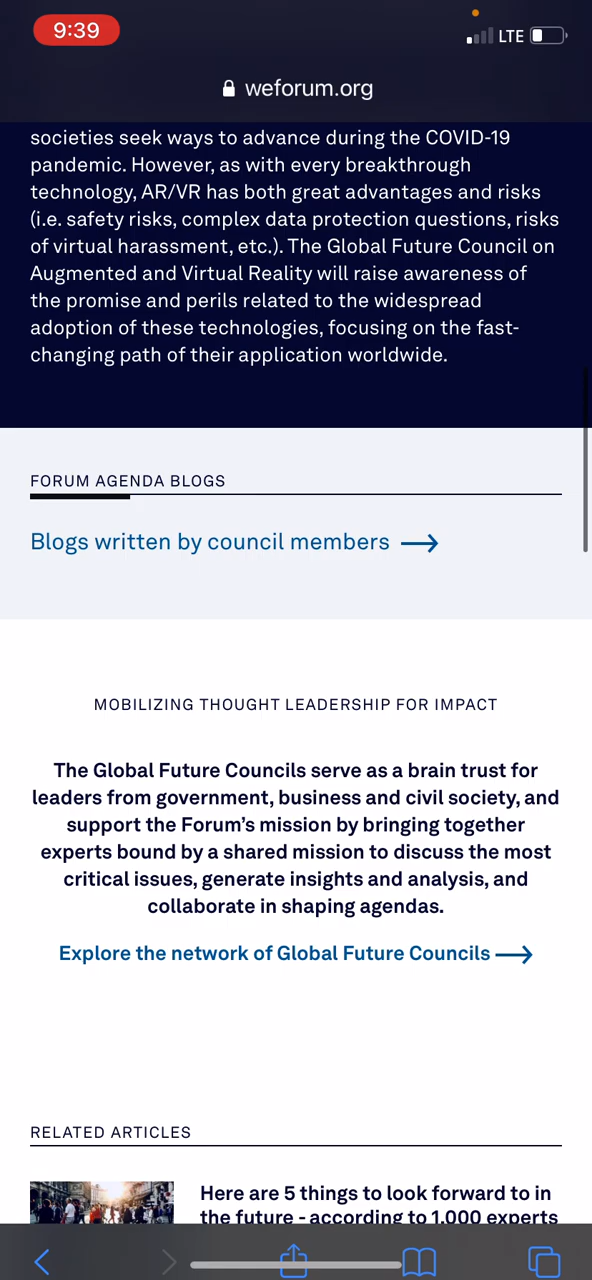 9:39
LTE
weforum.org
societies seek ways to advance during the COVID-19
pandemic. However, as with every breakthrough
technology, AR/VR has both great advantages and risks
(i.e. safety risks, complex data protection questions, risks
of virtual harassment, etc.). The Global Future Council on
Augmented and Virtual Reality will raise awareness of
the promise and perils related to the widespread
adoption of these technologies, focusing on the fast-
changing path of their application worldwide.
FORUM AGENDA BLOGS
Blogs written by council members
MOBILIZING THOUGHT LEADERSHIP FOR IMPACT
The Global Future Councils serve as a brain trust for
leaders from government, business and civil society, and
support the Forum's mission by bringing together
experts bound by a shared mission to discuss the most
critical issues, generate insights and analysis, and
collaborate in shaping agendas.
Explore the network of Global Future Councils
RELATED ARTICLES
Here are 5 things to look forward to in
the future - according to 1,000 experts